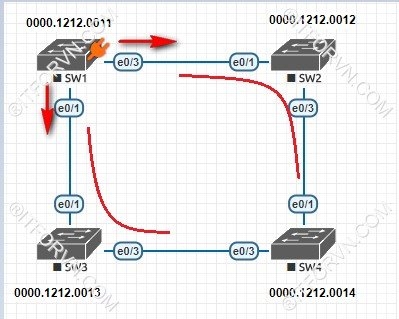 0000.1212.0011
0000.1212.0012
SW1
e0/3
e0/1
SW2
e0/1
e0/3
e0/1
e0/1
SW3
e0/3
e0/3
SW4
0000.1212.0013
0000.1212.0014
©ITFORVN.COM
©ITFORVN.COM
©ITFORVN.COM
©ITFORVN.COM